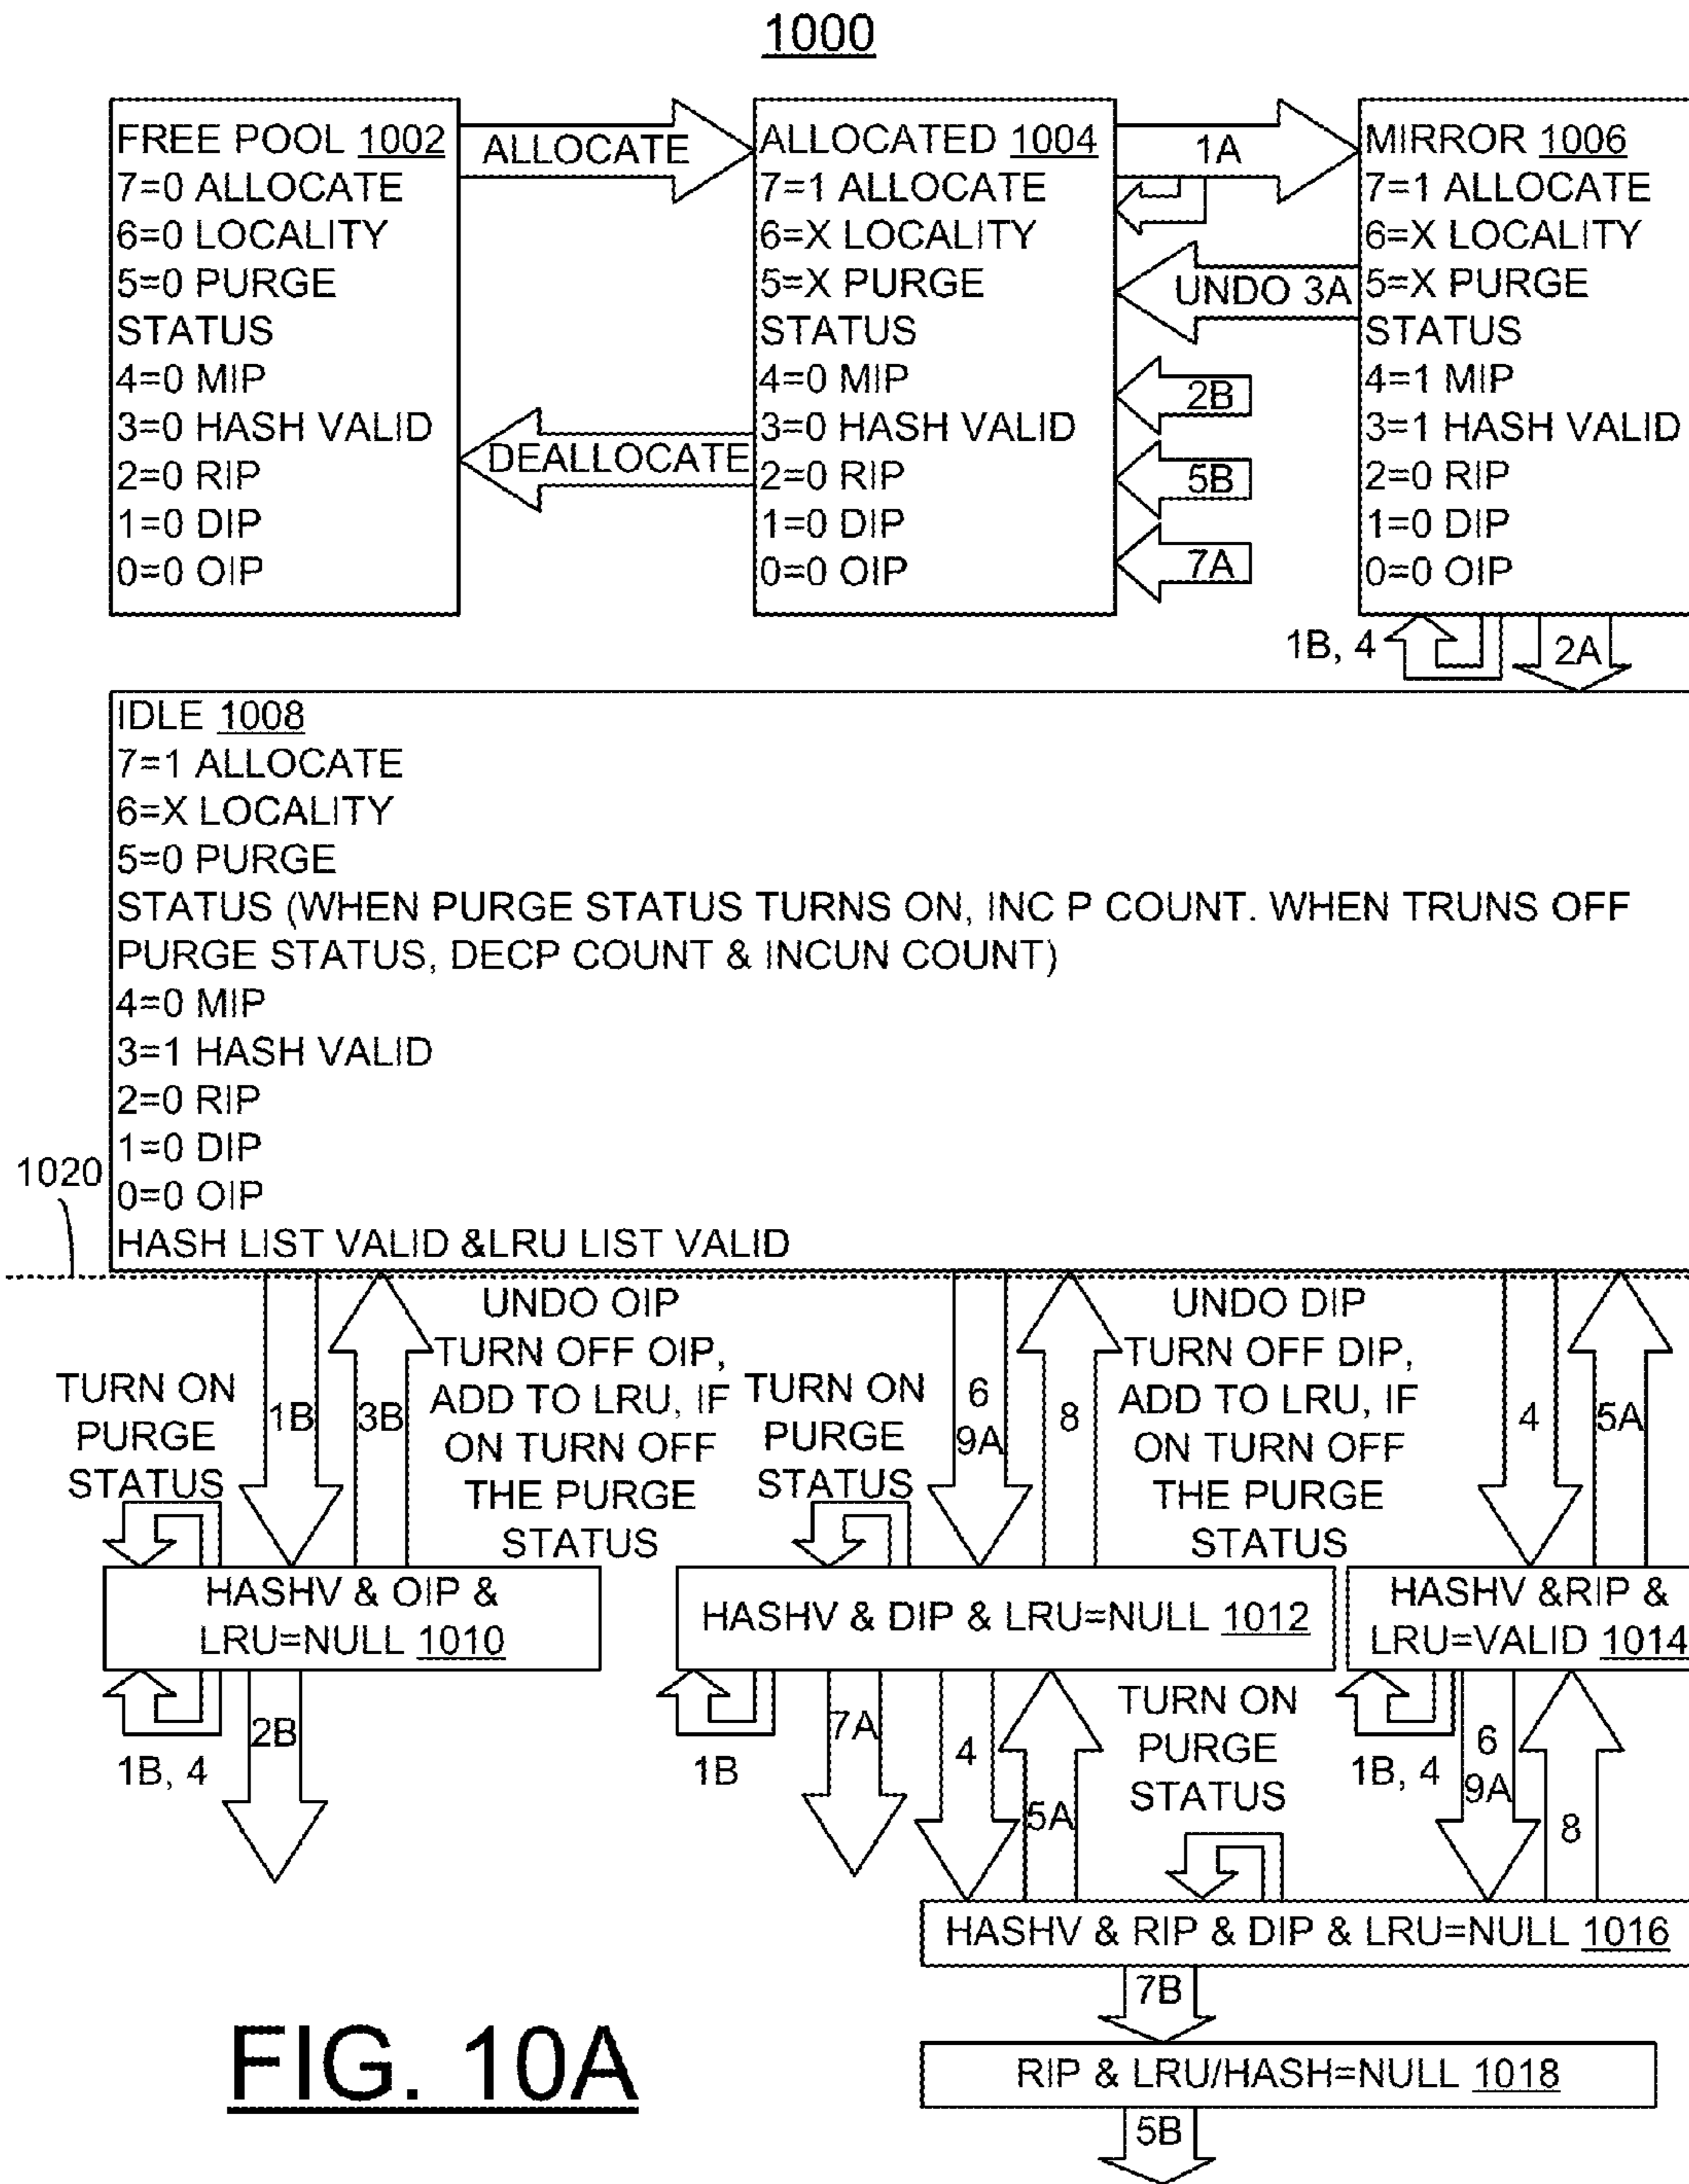 1000
FREE POOL 1002
7=0 ALLOCATE
6=0 LOCALITY
5=0 PURGE
STATUS
4=0 MIP
3=0 HASH VALID
2=0 RIP
1=0 DIP
0=0 OIP
ALLOCATE
DEALLOCATE
ALLOCATED 1004
7=1 ALLOCATE
6=X LOCALITY
5=X PURGE
STATUS
4=0 MIP
3=0 HASH VALID
2=0 RIP
1=0 DIP
0=0 OIP
1A
UNDO 3A
2B
5B
7A
MIRROR 1006
7=1 ALLOCATE
6=X LOCALITY
5=X PURGE
STATUS
4=1 MIP
3=1 HASH VALID
2=0 RIP
1=0 DIP
0=0 OIP
1B, 4
2A
IDLE 1008
7=1 ALLOCATE
6=X LOCALITY
5=0 PURGE
STATUS (WHEN PURGE STATUS TURNS ON, INC P COUNT. WHEN TRUNS OFF
PURGE STATUS, DECP COUNT & INCUN COUNT)
4=0 MIP
3=1 HASH VALID
2=0 RIP
1=0 DIP
0=0 OIP
HASH LIST VALID &LRU LIST VALID
1020
TURN ON
PURGE
STATUS
1B
3B
UNDO OIP
TURN OFF OIP,
ADD TO LRU, IF
ON TURN OFF
THE PURGE
STATUS
TURN ON
PURGE
STATUS
6
9A
8
UNDO DIP
TURN OFF DIP,
ADD TO LRU, IF
ON TURN OFF
THE PURGE
STATUS
4
5A
HASHV & OIP &
LRU=NULL 1010
HASHV & DIP & LRU=NULL 1012
HASHV &RIP &
LRU=VALID 1014
1B, 4
2B
1B
7A
4
5A
TURN ON
PURGE
STATUS
1B, 4
6
9A
8
HASHV & RIP & DIP & LRU=NULL 1016
7B
RIP & LRU/HASH=NULL 1018
5B
FIG. 10A